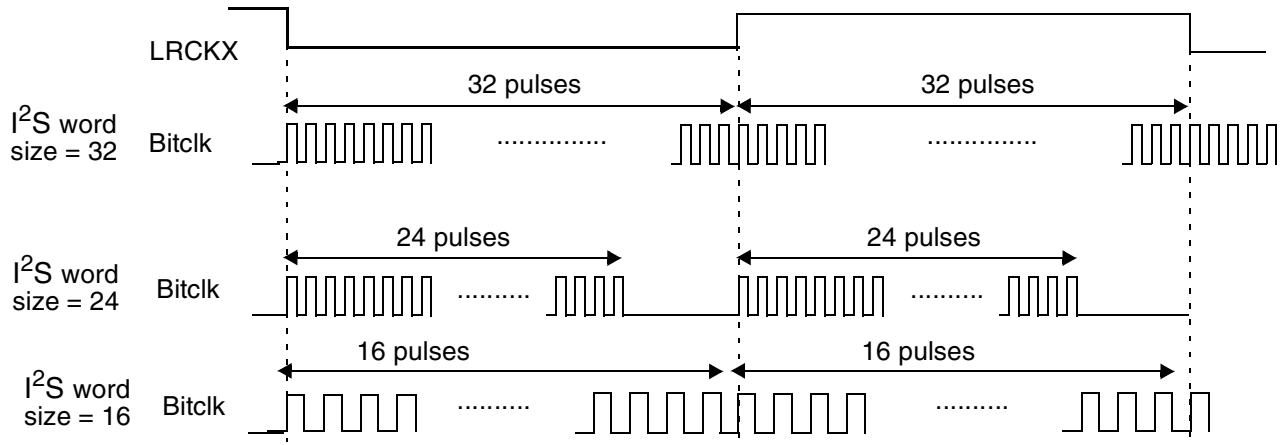 LRCKX
32 pulses 32 pulses
I²S word
size = 32 Bitclk ............... ...............
24 pulses 24 pulses
I²S word
size = 24 Bitclk .......... ..........
16 pulses 16 pulses
I²S word
size = 16 Bitclk .......... ..........